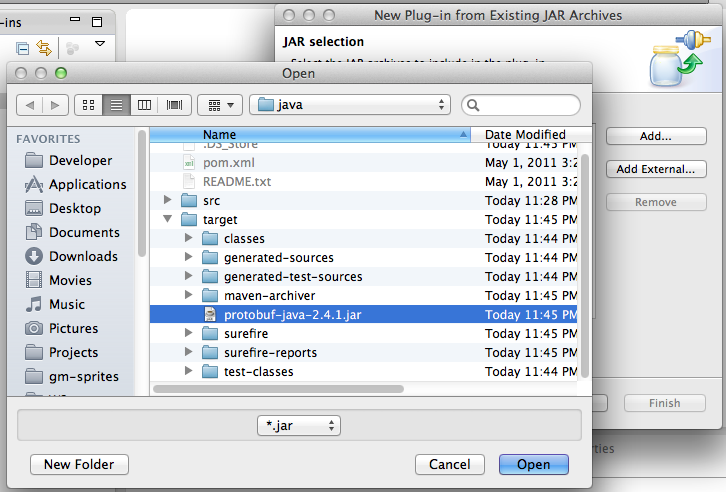 -ins
New Plug-in from Existing JAR Archives
JAR selection
Select the JAR archives to include in the plug-in
Open
java
FAVORITES
Developer
Applications
Desktop
Documents
Downloads
Movies
Music
Pictures
Projects
gm-sprites
Name Date Modified
.DS_Store Today 11:45 PM
pom.xml May 1, 2011 3:2
README.txt May 1, 2011 3:2
src Today 11:28 PM
target Today 11:45 PM
classes Today 11:44 PM
generated-sources Today 11:44 PM
generated-test-sources Today 11:44 PM
maven-archiver Today 11:45 PM
protobuf-java-2.4.1.jar Today 11:45 PM
surefire Today 11:45 PM
surefire-reports Today 11:45 PM
test-classes Today 11:44 PM
Add...
Add External...
Remove
Finish
*.jar
New Folder
Cancel
Open
rties